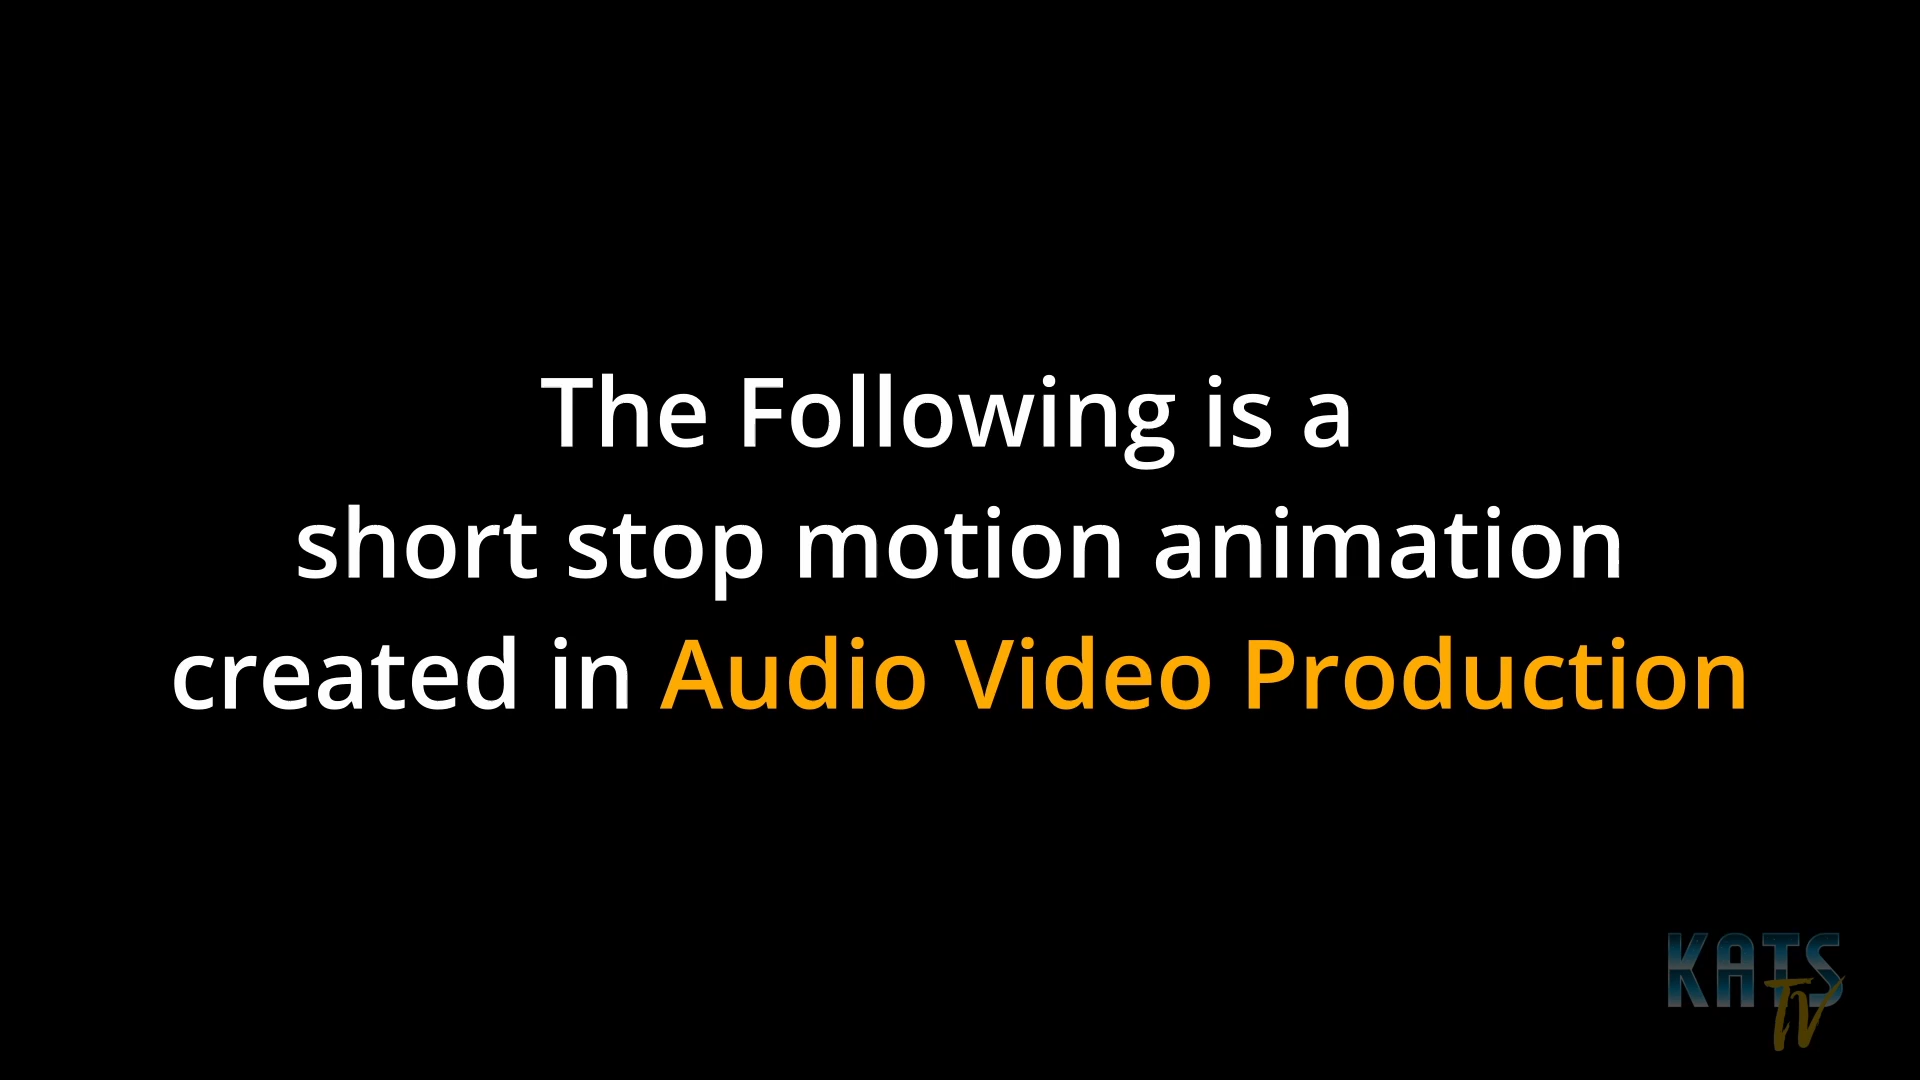 The Following is a
short stop motion animation
created in Audio Video Production
KATS
TV